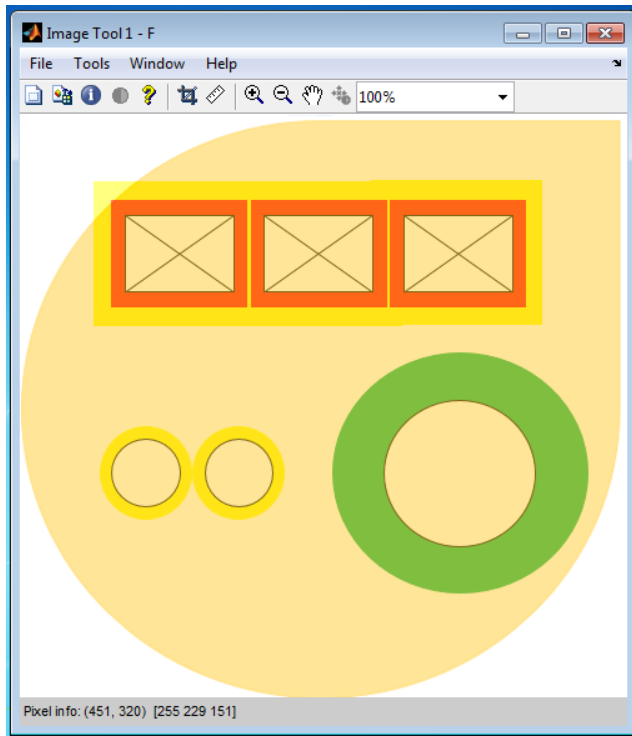 Image Tool 1 - F
File Tools Window Help
100%
Pixel info: (451, 320) [255 229 151]